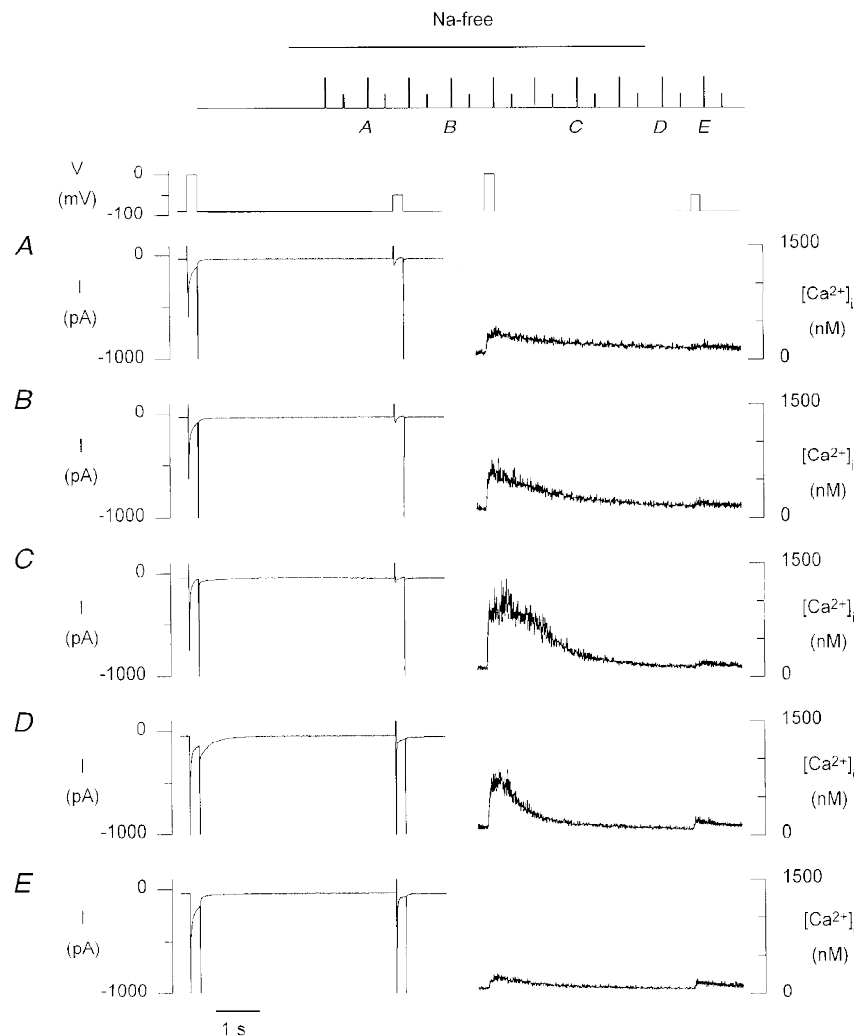 Na-free
A B C D E
V 0
(mV)
-100
A 0 1500
I [Ca²⁺]i
(pA) (nM)
-1000 0
B 0 1500
I [Ca²⁺]i
(pA) (nM)
-1000 0
C 0 1500
I [Ca²⁺]i
(pA) (nM)
-1000 0
D 0 1500
I [Ca²⁺]i
(pA) (nM)
-1000 0
E 0 1500
I [Ca²⁺]i
(pA) (nM)
-1000 0
1 s